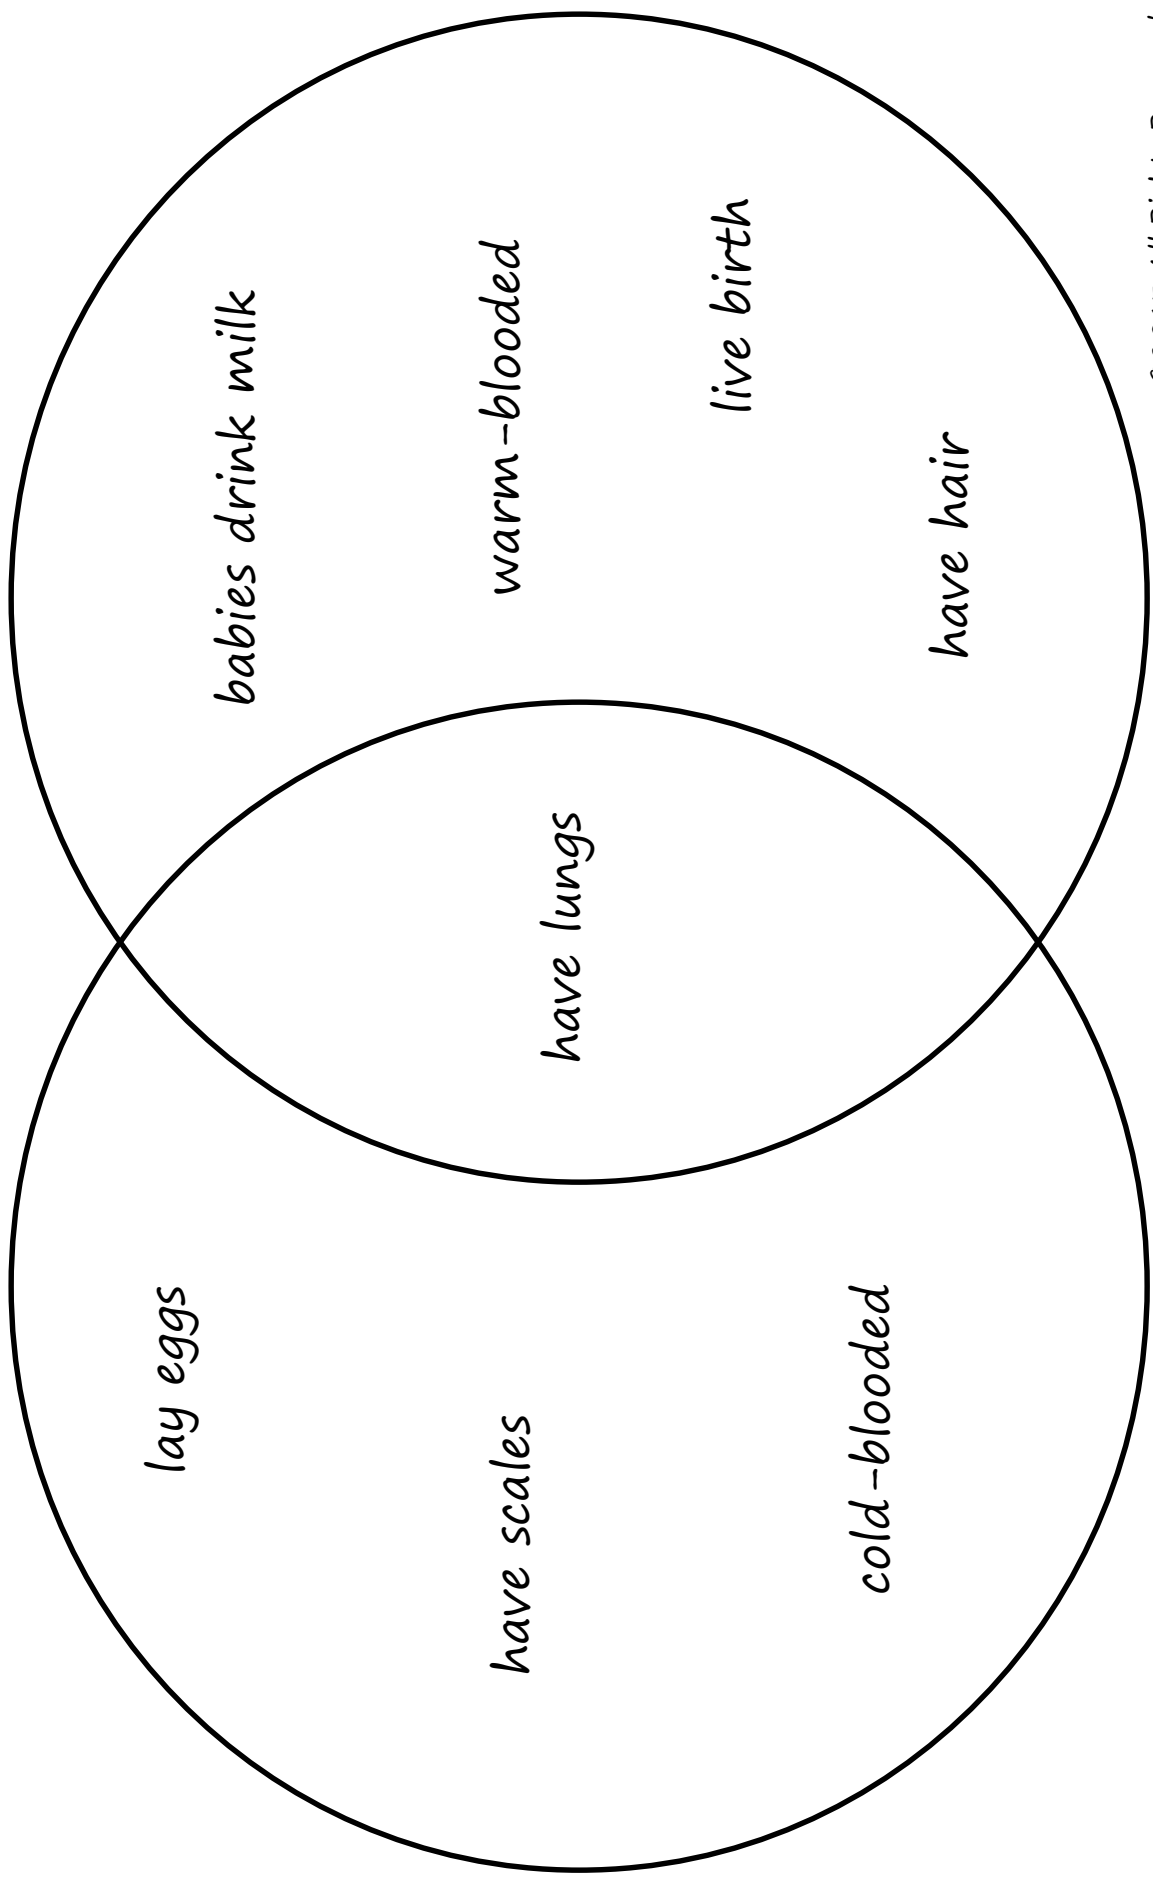 lay eggs
have scales
cold-blooded
have lungs
babies drink milk
warm-blooded
live birth
have hair